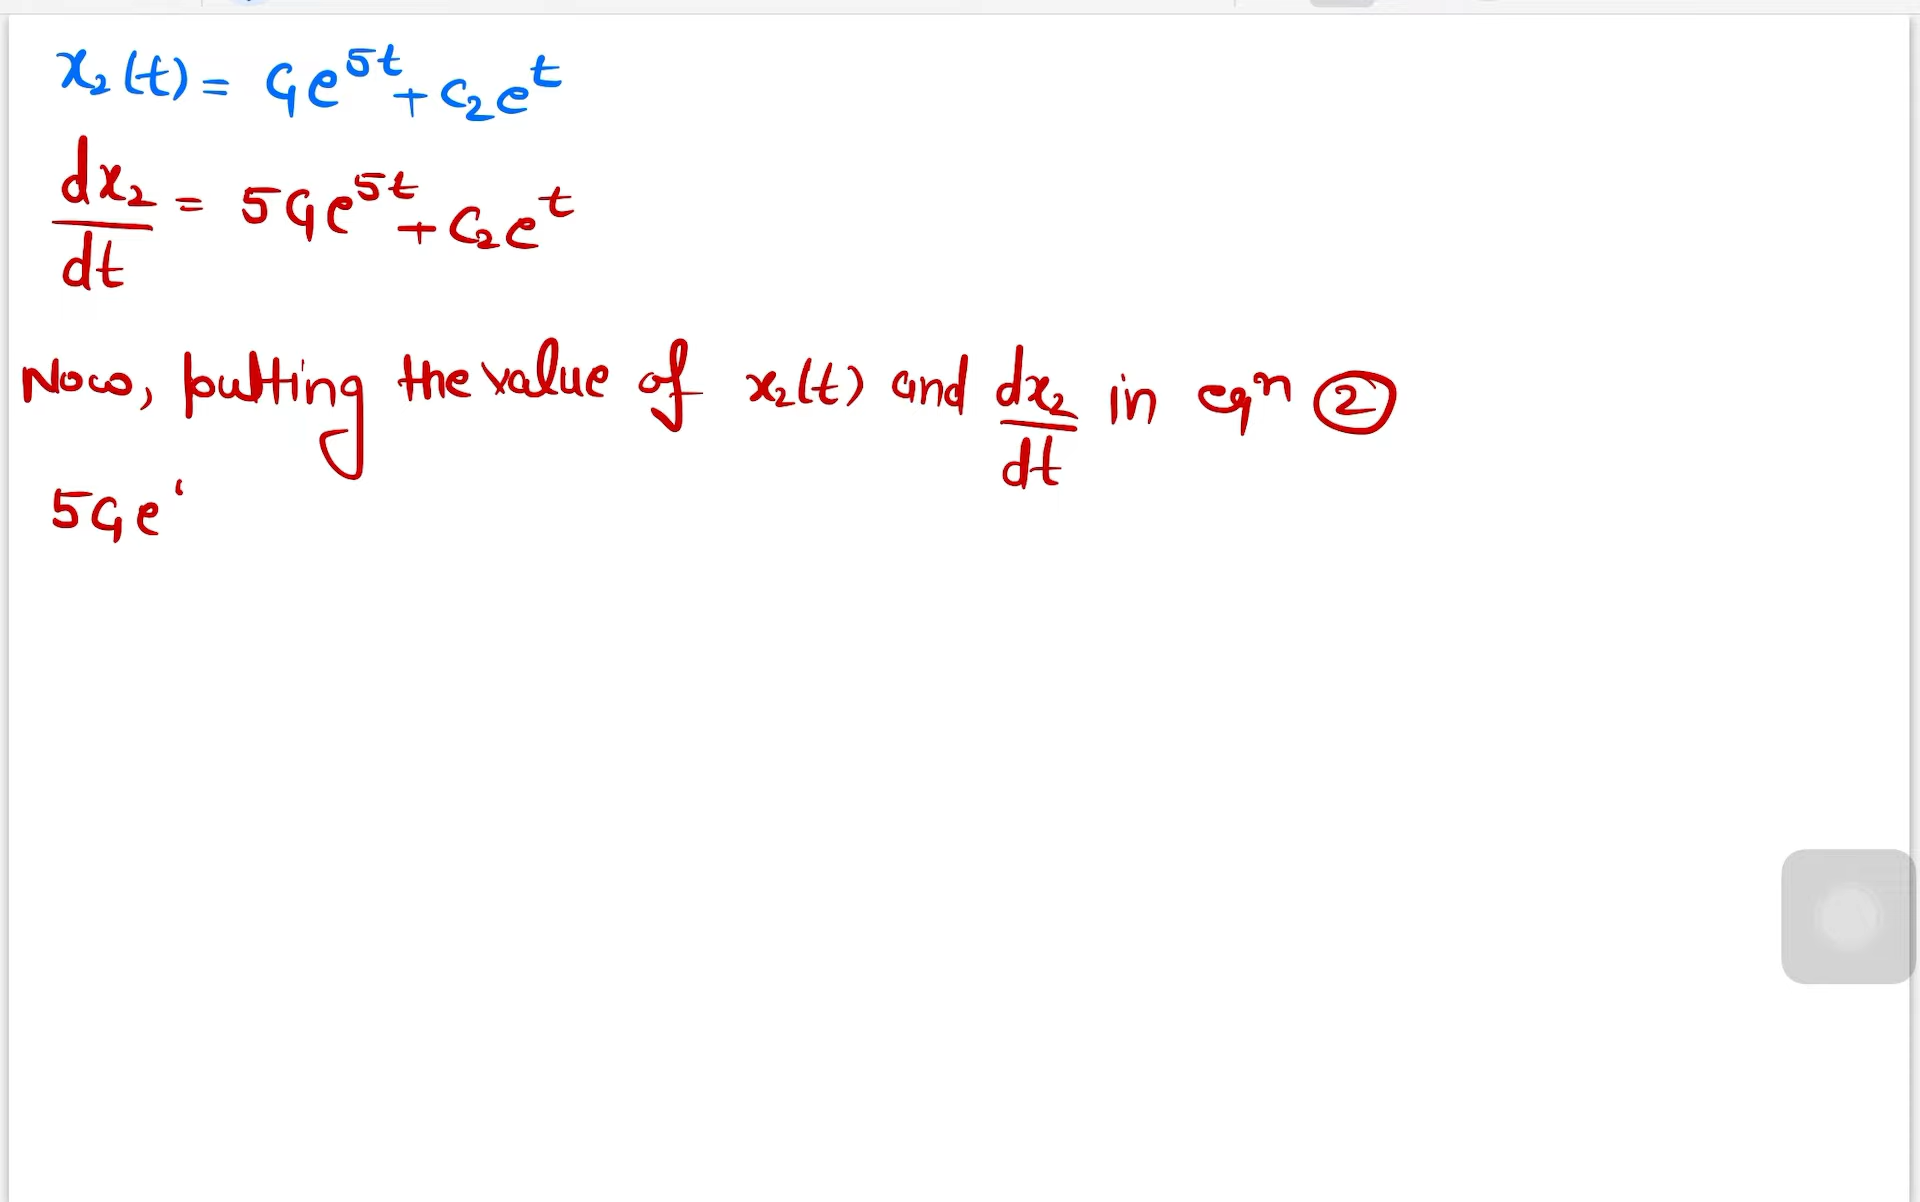 x₂(t) = c₁e^{5t} + c₂e^{t}
dx₂/dt = 5c₁e^{5t} + c₂e^{t}
Now, putting the value of x₂(t) and dx₂/dt in eqⁿ ②
5c₁e